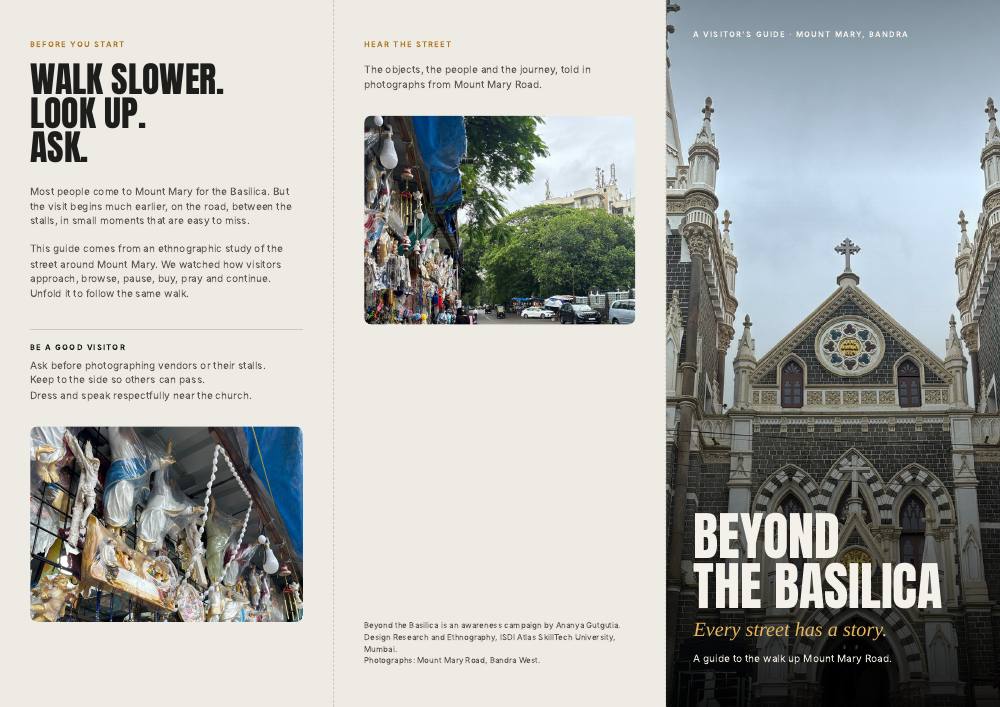 BEFORE YOU START
WALK SLOWER.
LOOK UP.
ASK.
Most people come to Mount Mary for the Basilica. But
the visit begins much earlier, on the road, between the
stalls, in small moments that are easy to miss.
This guide comes from an ethnographic study of the
street around Mount Mary. We watched how visitors
approach, browse, pause, buy, pray and continue.
Unfold it to follow the same walk.
BE A GOOD VISITOR
Ask before photographing vendors or their stalls.
Keep to the side so others can pass.
Dress and speak respectfully near the church.
HEAR THE STREET
The objects, the people and the journey, told in
photographs from Mount Mary Road.
Beyond the Basilica is an awareness campaign by Ananya Gutgutia.
Design Research and Ethnography, ISDI Atlas SkillTech University,
Mumbai.
Photographs: Mount Mary Road, Bandra West.
A VISITOR'S GUIDE · MOUNT MARY, BANDRA
BEYOND
THE BASILICA
Every street has a story.
A guide to the walk up Mount Mary Road.